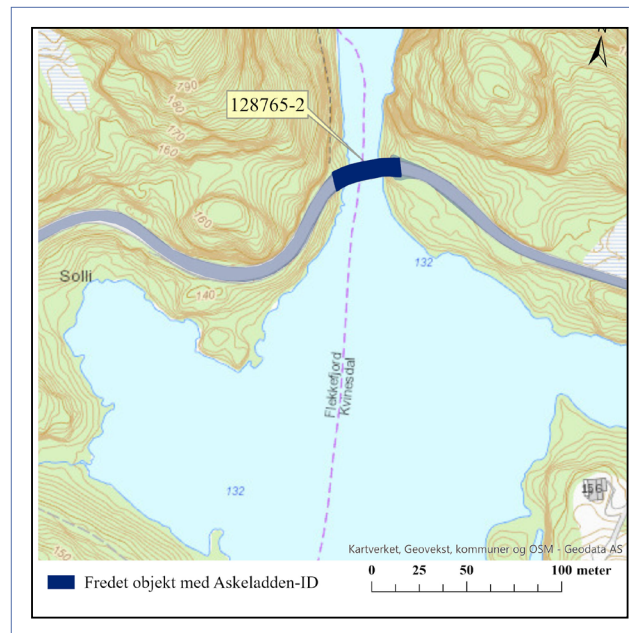 N
190
180
170
160
128765-2
160
132
Solli
140
Flekkefjord
Kvinesdal
132
156
150
Kartverket, Geovekst, kommuner og OSM - Geodata AS
Fredet objekt med Askeladden-ID
0 25 50 100 meter